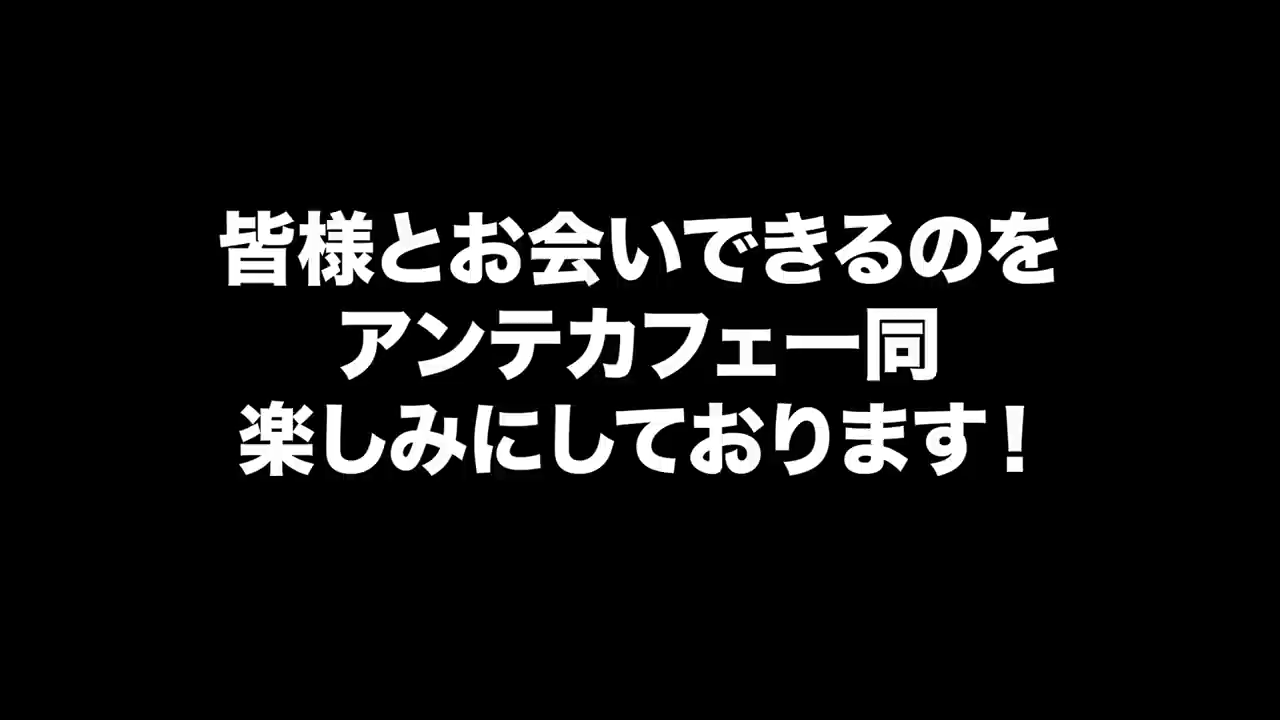 皆様とお会いできるのを
アンテカフェ一同
楽しみにしております！